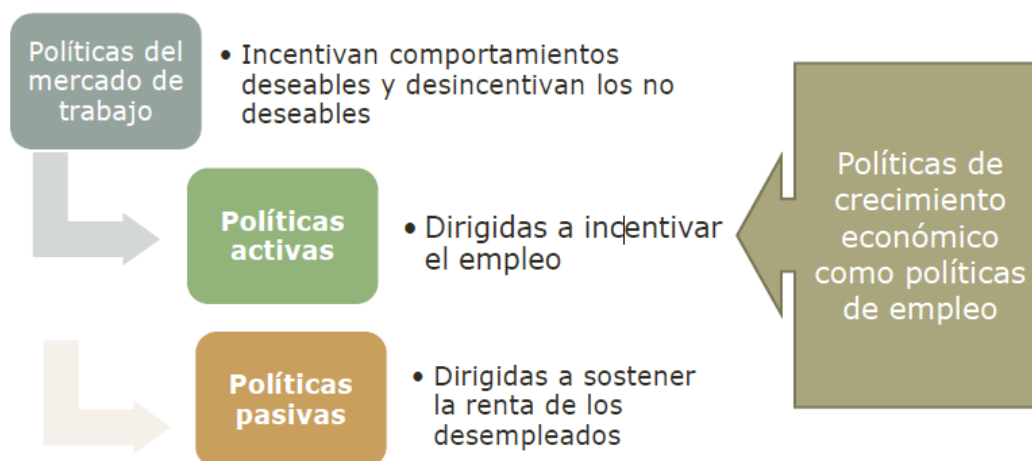 Políticas del
mercado de
trabajo
• Incentivan comportamientos
deseables y desincentivan los no
deseables
Políticas
activas
• Dirigidas a incentivar
el empleo
Políticas
pasivas
• Dirigidas a sostener
la renta de los
desempleados
Políticas de
crecimiento
económico
como políticas
de empleo